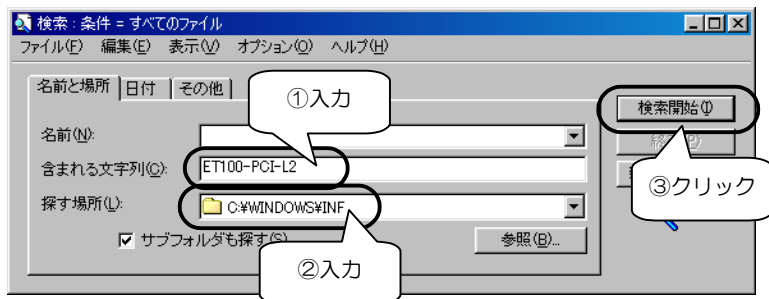 検索 : 条件 = すべてのファイル
ファイル(F) 編集(E) 表示(V) オプション(O) ヘルプ(H)
名前と場所 日付 その他
①入力
検索開始(I)
名前(N):
含まれる文字列(C): ET100-PCI-L2
③クリック
探す場所(L): C:¥WINDOWS¥INF
サブフォルダも探す(S)
参照(B)...
②入力